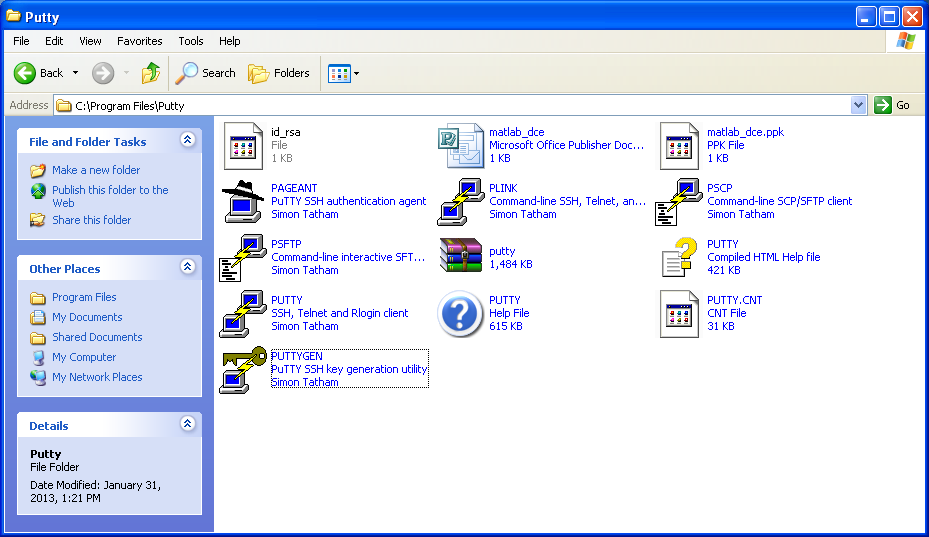 Putty
File Edit View Favorites Tools Help
Back Search Folders
Address C:\Program Files\Putty Go
File and Folder Tasks
Make a new folder
Publish this folder to the
Web
Share this folder
Other Places
Program Files
My Documents
Shared Documents
My Computer
My Network Places
Details
Putty
File Folder
Date Modified: January 31,
2013, 1:21 PM
id_rsa
File
1 KB
matlab_dce
Microsoft Office Publisher Doc...
1 KB
matlab_dce.ppk
PPK File
1 KB
PAGEANT
PuTTY SSH authentication agent
Simon Tatham
PLINK
Command-line SSH, Telnet, an...
Simon Tatham
PSCP
Command-line SCP/SFTP client
Simon Tatham
PSFTP
Command-line interactive SFT...
Simon Tatham
putty
1,484 KB
PUTTY
Compiled HTML Help file
421 KB
PUTTY
SSH, Telnet and Rlogin client
Simon Tatham
PUTTY
Help File
615 KB
PUTTY.CNT
CNT File
31 KB
PUTTYGEN
PuTTY SSH key generation utility
Simon Tatham